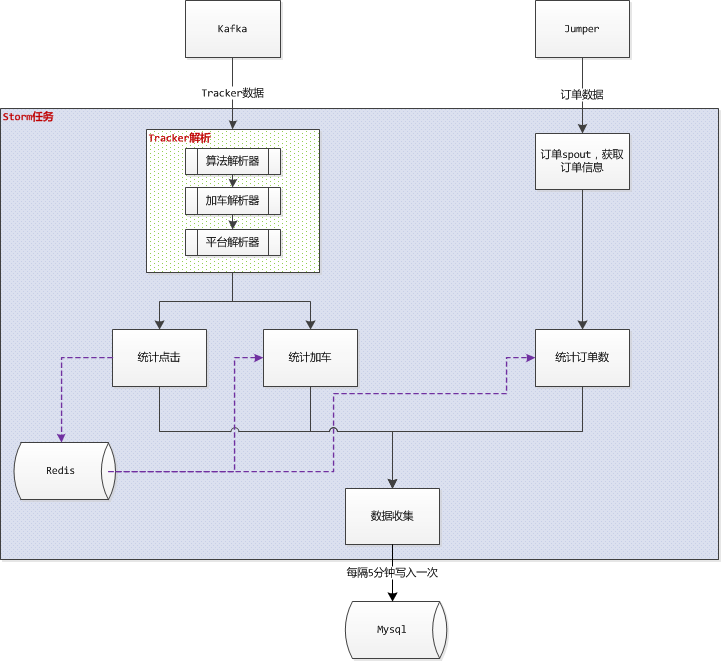 Kafka
Jumper
Tracker数据
订单数据
Storm任务
Tracker解析
算法解析器
加车解析器
平台解析器
订单spout，获取
订单信息
统计点击
统计加车
统计订单数
Redis
数据收集
每隔5分钟写入一次
Mysql